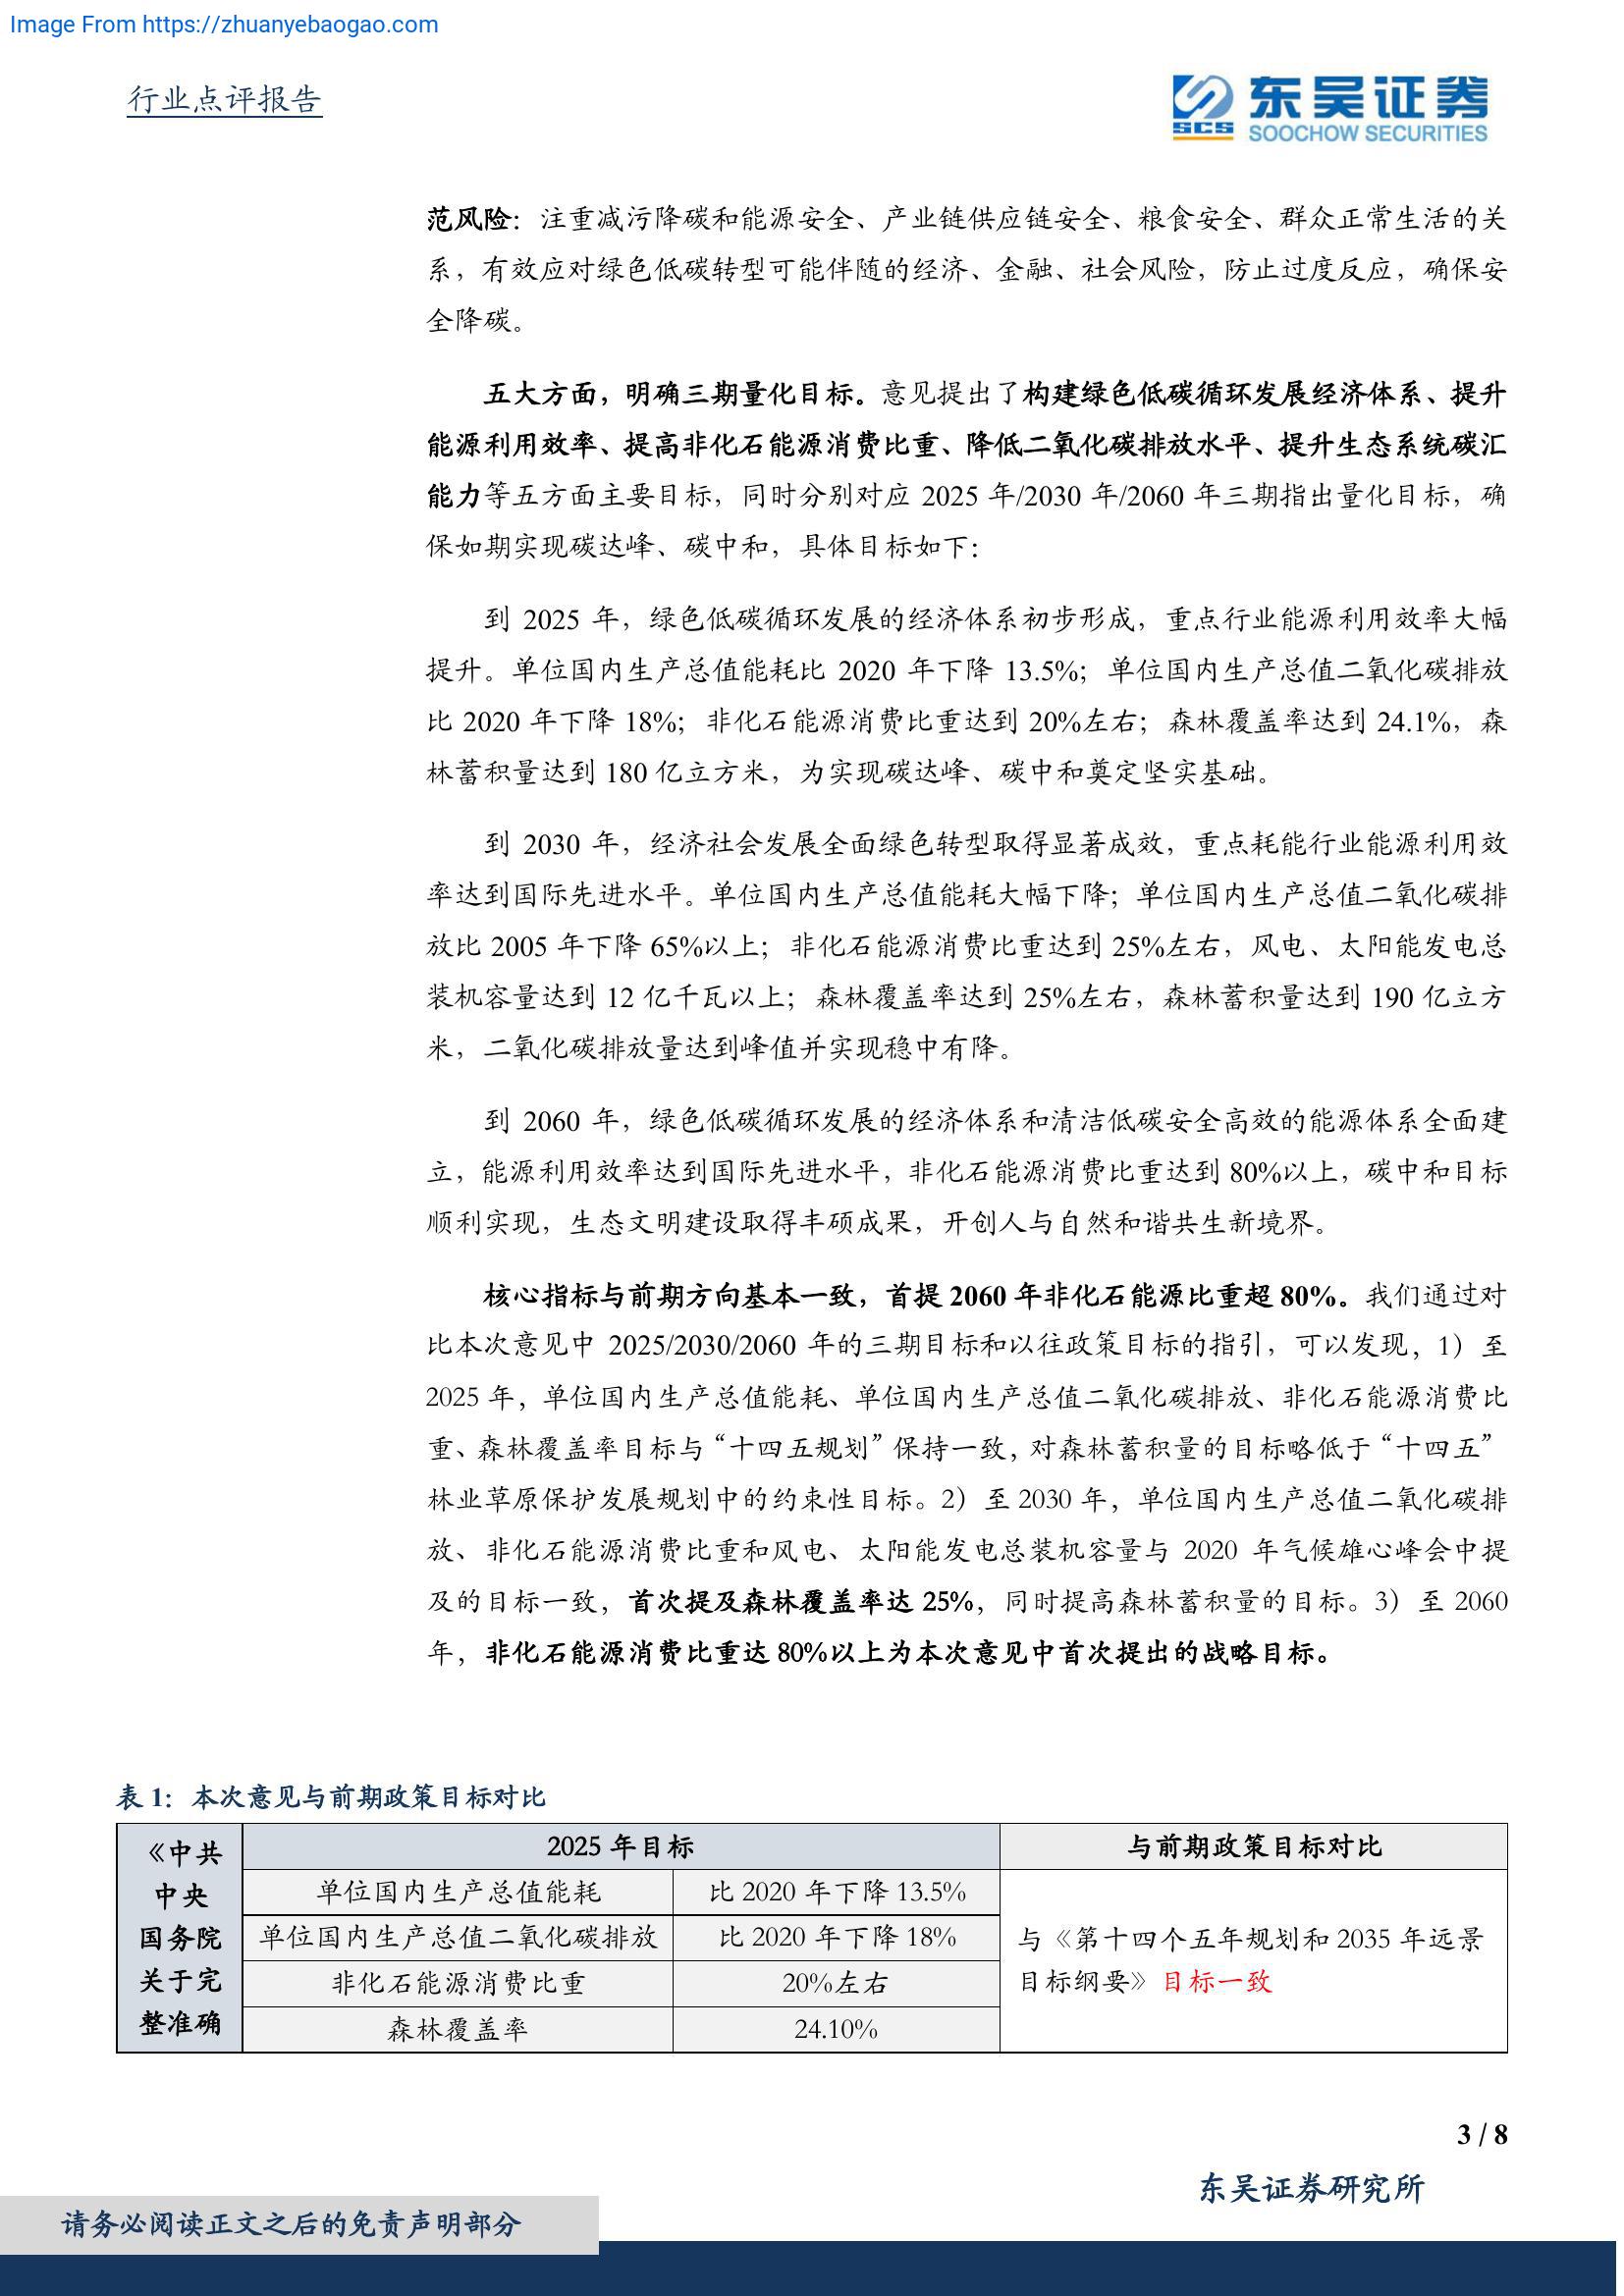 Image From https://zhuanyebaogao.com
行业点评报告
东吴证券
SCS
SOOCHOW SECURITIES
范风险：注重减污降碳和能源安全、产业链供应链安全、粮食安全、群众正常生活的关
系，有效应对绿色低碳转型可能伴随的经济、金融、社会风险，防止过度反应，确保安
全降碳。
五大方面，明确三期量化目标。意见提出了构建绿色低碳循环发展经济体系、提升
能源利用效率、提高非化石能源消费比重、降低二氧化碳排放水平、提升生态系统碳汇
能力等五方面主要目标，同时分别对应 2025 年/2030 年/2060 年三期指出量化目标，确
保如期实现碳达峰、碳中和，具体目标如下：
到 2025 年，绿色低碳循环发展的经济体系初步形成，重点行业能源利用效率大幅
提升。单位国内生产总值能耗比 2020 年下降 13.5%；单位国内生产总值二氧化碳排放
比 2020 年下降 18%；非化石能源消费比重达到 20%左右；森林覆盖率达到 24.1%，森
林蓄积量达到 180 亿立方米，为实现碳达峰、碳中和奠定坚实基础。
到 2030 年，经济社会发展全面绿色转型取得显著成效，重点耗能行业能源利用效
率达到国际先进水平。单位国内生产总值能耗大幅下降；单位国内生产总值二氧化碳排
放比 2005 年下降 65%以上；非化石能源消费比重达到 25%左右，风电、太阳能发电总
装机容量达到 12 亿千瓦以上；森林覆盖率达到 25%左右，森林蓄积量达到 190 亿立方
米，二氧化碳排放量达到峰值并实现稳中有降。
到 2060 年，绿色低碳循环发展的经济体系和清洁低碳安全高效的能源体系全面建
立，能源利用效率达到国际先进水平，非化石能源消费比重达到 80%以上，碳中和目标
顺利实现，生态文明建设取得丰硕成果，开创人与自然和谐共生新境界。
核心指标与前期方向基本一致，首提 2060 年非化石能源比重超 80%。我们通过对
比本次意见中 2025/2030/2060 年的三期目标和以往政策目标的指引，可以发现，1）至
2025 年，单位国内生产总值能耗、单位国内生产总值二氧化碳排放、非化石能源消费比
重、森林覆盖率目标与“十四五规划”保持一致，对森林蓄积量的目标略低于“十四五”
林业草原保护发展规划中的约束性目标。2）至 2030 年，单位国内生产总值二氧化碳排
放、非化石能源消费比重和风电、太阳能发电总装机容量与 2020 年气候雄心峰会中提
及的目标一致，首次提及森林覆盖率达 25%，同时提高森林蓄积量的目标。3）至 2060
年，非化石能源消费比重达 80%以上为本次意见中首次提出的战略目标。
表 1：本次意见与前期政策目标对比
《中共
中央
国务院
关于完
整准确
2025 年目标
与前期政策目标对比
单位国内生产总值能耗
比 2020 年下降 13.5%
单位国内生产总值二氧化碳排放
比 2020 年下降 18%
非化石能源消费比重
20%左右
森林覆盖率
24.10%
与《第十四个五年规划和 2035 年远景
目标纲要》目标一致
3 / 8
东吴证券研究所
请务必阅读正文之后的免责声明部分